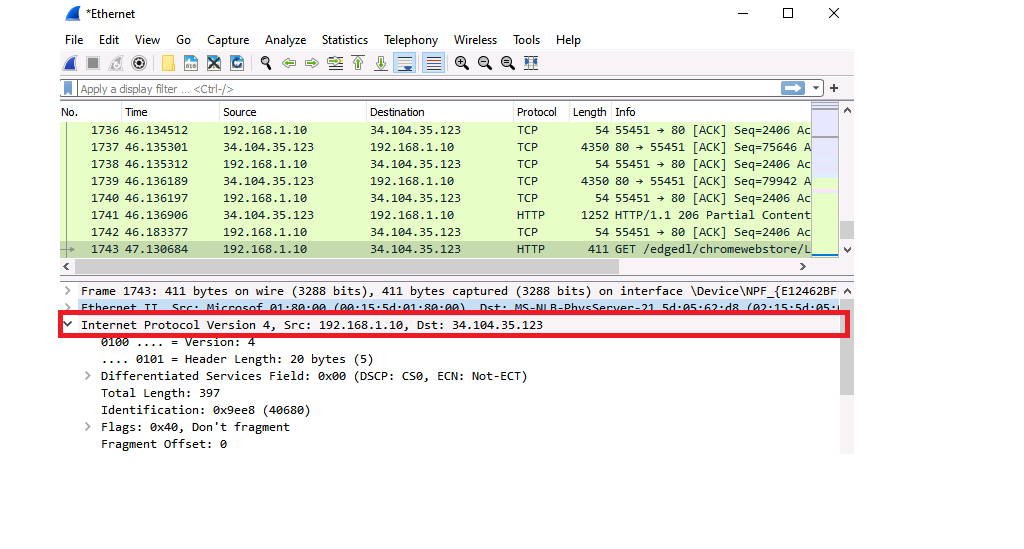 *Ethernet
File Edit View Go Capture Analyze Statistics Telephony Wireless Tools Help
Apply a display filter ... <Ctrl-/>
No. Time Source Destination Protocol Length Info
1736 46.134512 192.168.1.10 34.104.35.123 TCP 54 55451 → 80 [ACK] Seq=2406 Ac
1737 46.135301 34.104.35.123 192.168.1.10 TCP 4350 80 → 55451 [ACK] Seq=75646 A
1738 46.135312 192.168.1.10 34.104.35.123 TCP 54 55451 → 80 [ACK] Seq=2406 Ac
1739 46.136189 34.104.35.123 192.168.1.10 TCP 4350 80 → 55451 [ACK] Seq=79942 A
1740 46.136197 192.168.1.10 34.104.35.123 TCP 54 55451 → 80 [ACK] Seq=2406 Ac
1741 46.136906 34.104.35.123 192.168.1.10 HTTP 1252 HTTP/1.1 206 Partial Content
1742 46.183377 192.168.1.10 34.104.35.123 TCP 54 55451 → 80 [ACK] Seq=2406 Ac
1743 47.130684 192.168.1.10 34.104.35.123 HTTP 411 GET /edgedl/chromewebstore/L
Frame 1743: 411 bytes on wire (3288 bits), 411 bytes captured (3288 bits) on interface \Device\NPF_{E12462BF-
Ethernet II, Src: Microsof_01:80:00 (00:15:5d:01:80:00), Dst: MS-NLB-PhysServer-21_5d:05:62:d8 (02:15:5d:05:
Internet Protocol Version 4, Src: 192.168.1.10, Dst: 34.104.35.123
0100 .... = Version: 4
.... 0101 = Header Length: 20 bytes (5)
Differentiated Services Field: 0x00 (DSCP: CS0, ECN: Not-ECT)
Total Length: 397
Identification: 0x9ee8 (40680)
Flags: 0x40, Don't fragment
Fragment Offset: 0